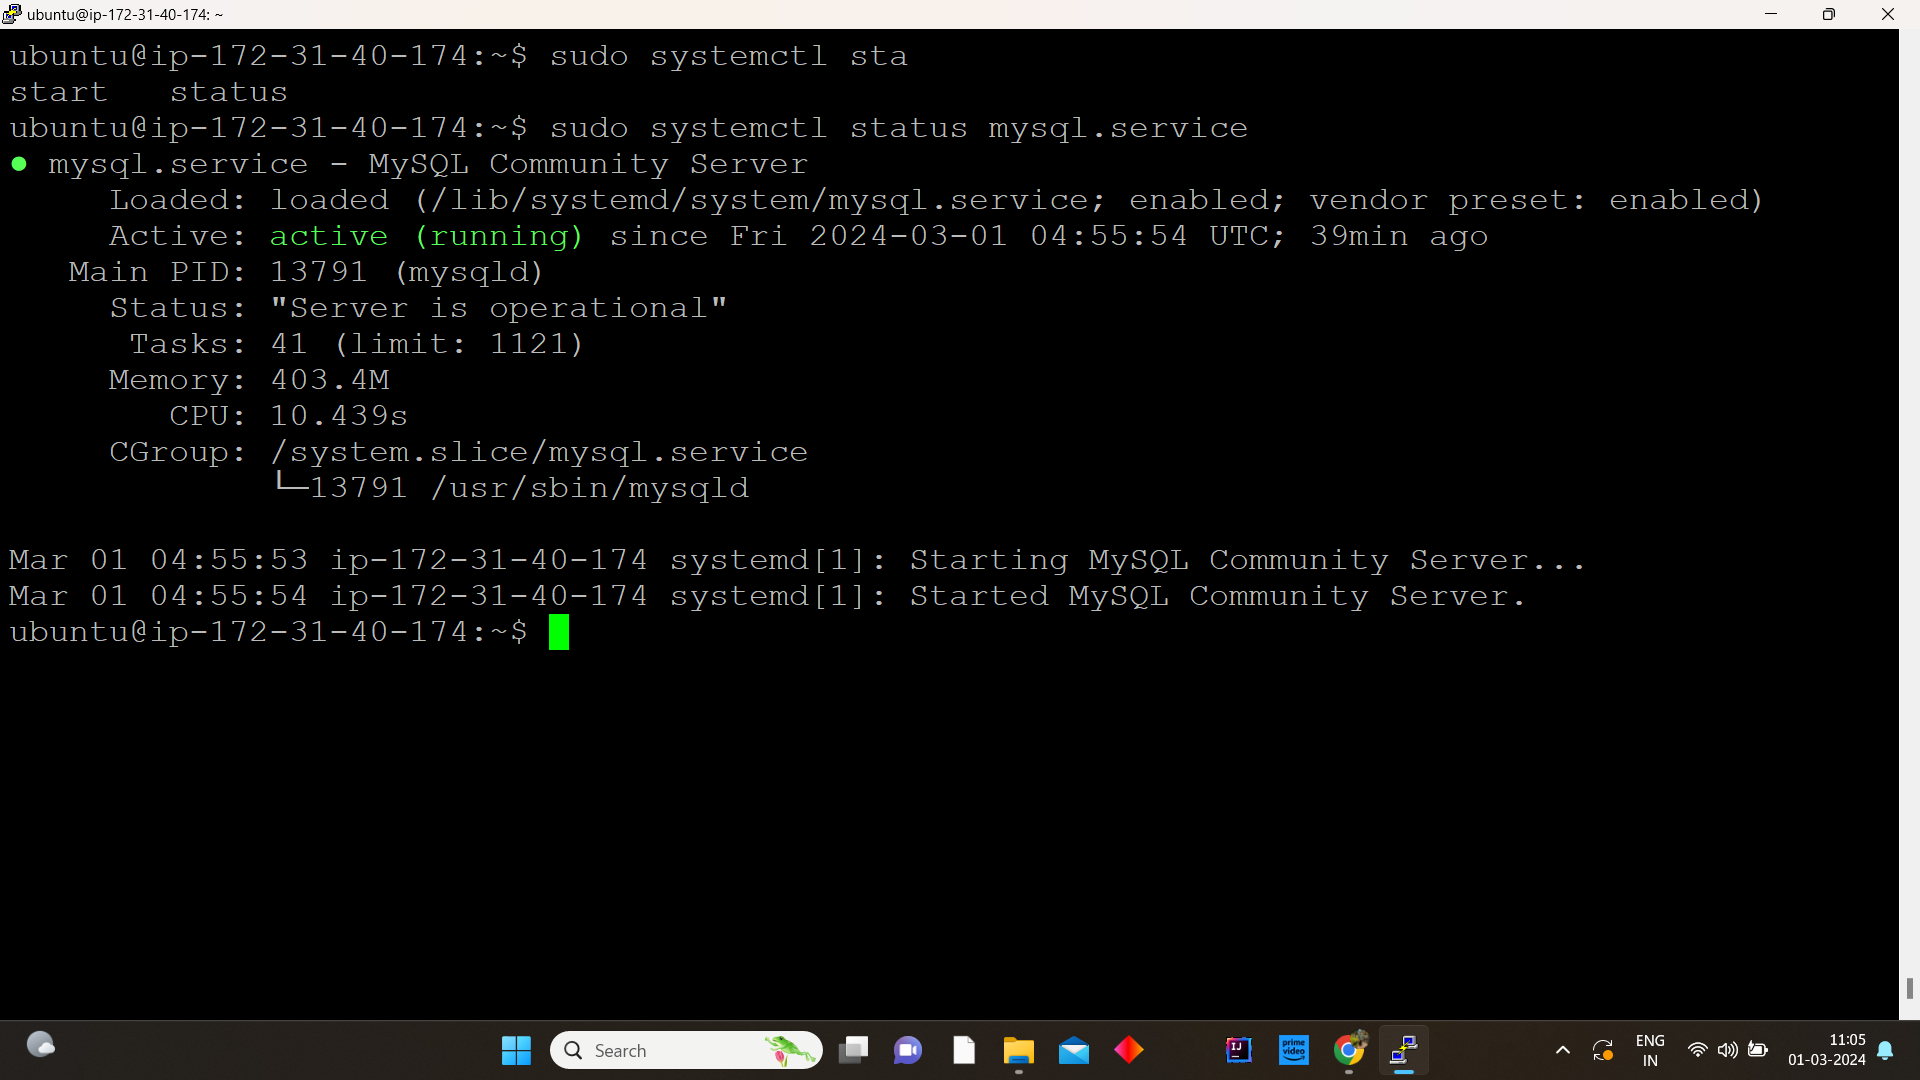 ubuntu@ip-172-31-40-174: ~
ubuntu@ip-172-31-40-174:~$ sudo systemctl sta
start   status
ubuntu@ip-172-31-40-174:~$ sudo systemctl status mysql.service
● mysql.service - MySQL Community Server
     Loaded: loaded (/lib/systemd/system/mysql.service; enabled; vendor preset: enabled)
     Active: active (running) since Fri 2024-03-01 04:55:54 UTC; 39min ago
   Main PID: 13791 (mysqld)
     Status: "Server is operational"
      Tasks: 41 (limit: 1121)
     Memory: 403.4M
        CPU: 10.439s
     CGroup: /system.slice/mysql.service
             └─13791 /usr/sbin/mysqld

Mar 01 04:55:53 ip-172-31-40-174 systemd[1]: Starting MySQL Community Server...
Mar 01 04:55:54 ip-172-31-40-174 systemd[1]: Started MySQL Community Server.
ubuntu@ip-172-31-40-174:~$
Search
IJ
prime video
ENG
IN
11:05
01-03-2024